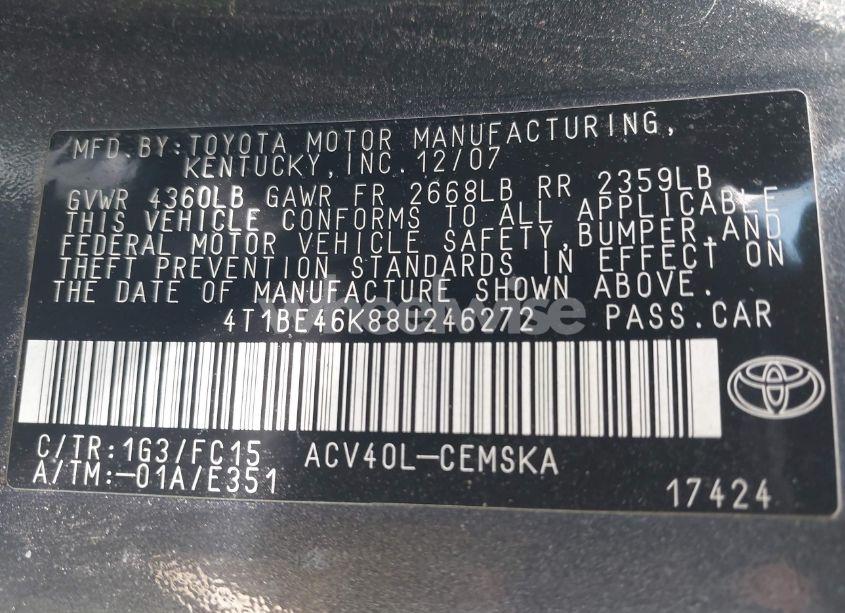 MFD.BY:TOYOTA MOTOR MANUFACTURING,
KENTUCKY,INC.12/07
GVWR 4360LB GAWR FR 2668LB RR 2359LB
THIS VEHICLE CONFORMS TO ALL APPLICABLE
FEDERAL MOTOR VEHICLE SAFETY,BUMPER,AND
THEFT PREVENTION STANDARDS IN EFFECT ON
THE DATE OF MANUFACTURE SHOWN ABOVE.
4T1BE46K88U246272 PASS.CAR
C/TR:1G3/FC15 ACV40L-CEMSKA
A/TM:-01A/E351
17424